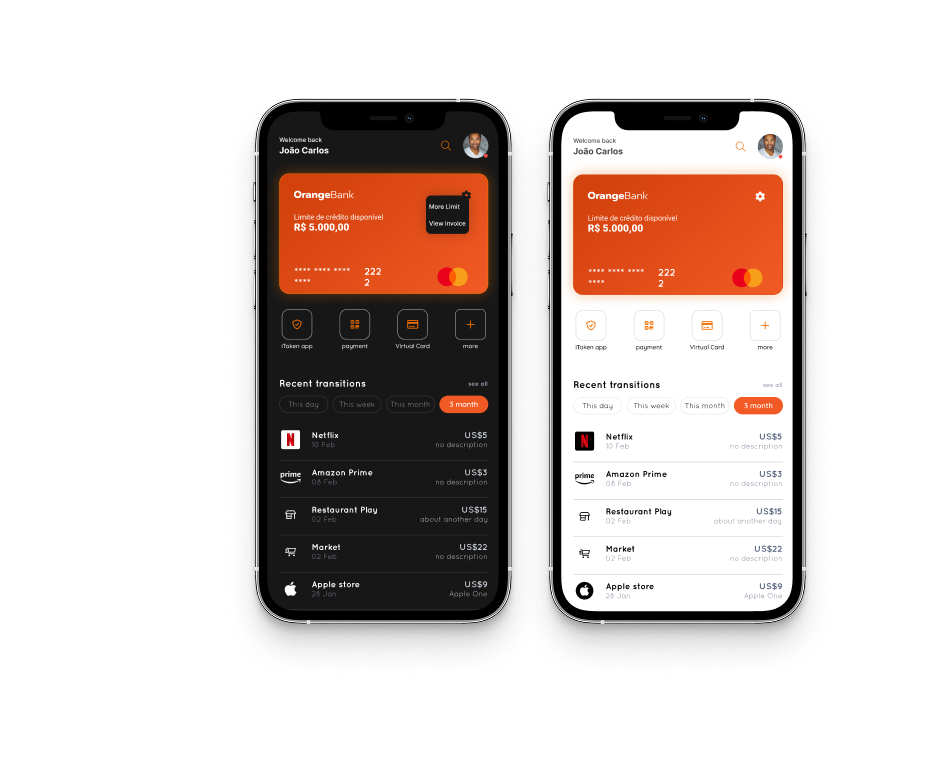 Welcome back
João Carlos
OrangeBank
More Limit
View Invoice
Limite de crédito disponível
R$ 5.000,00
**** **** ****
****
222
2
iToken app
payment
Virtual Card
more
Recent transitions
see all
This day
This week
This month
3 month
Netflix
10 Feb
US$5
no description
prime
Amazon Prime
08 Feb
US$3
no description
Restaurant Play
02 Feb
US$15
about another day
Market
02 Feb
US$22
no description
Apple store
28 Jan
US$9
Apple One
Welcome back
João Carlos
OrangeBank
Limite de crédito disponível
R$ 5.000,00
**** **** ****
****
222
2
iToken app
payment
Virtual Card
more
Recent transitions
see all
This day
This week
This month
3 month
Netflix
10 Feb
US$5
no description
prime
Amazon Prime
08 Feb
US$3
no description
Restaurant Play
02 Feb
US$15
about another day
Market
02 Feb
US$22
no description
Apple store
28 Jan
US$9
Apple One